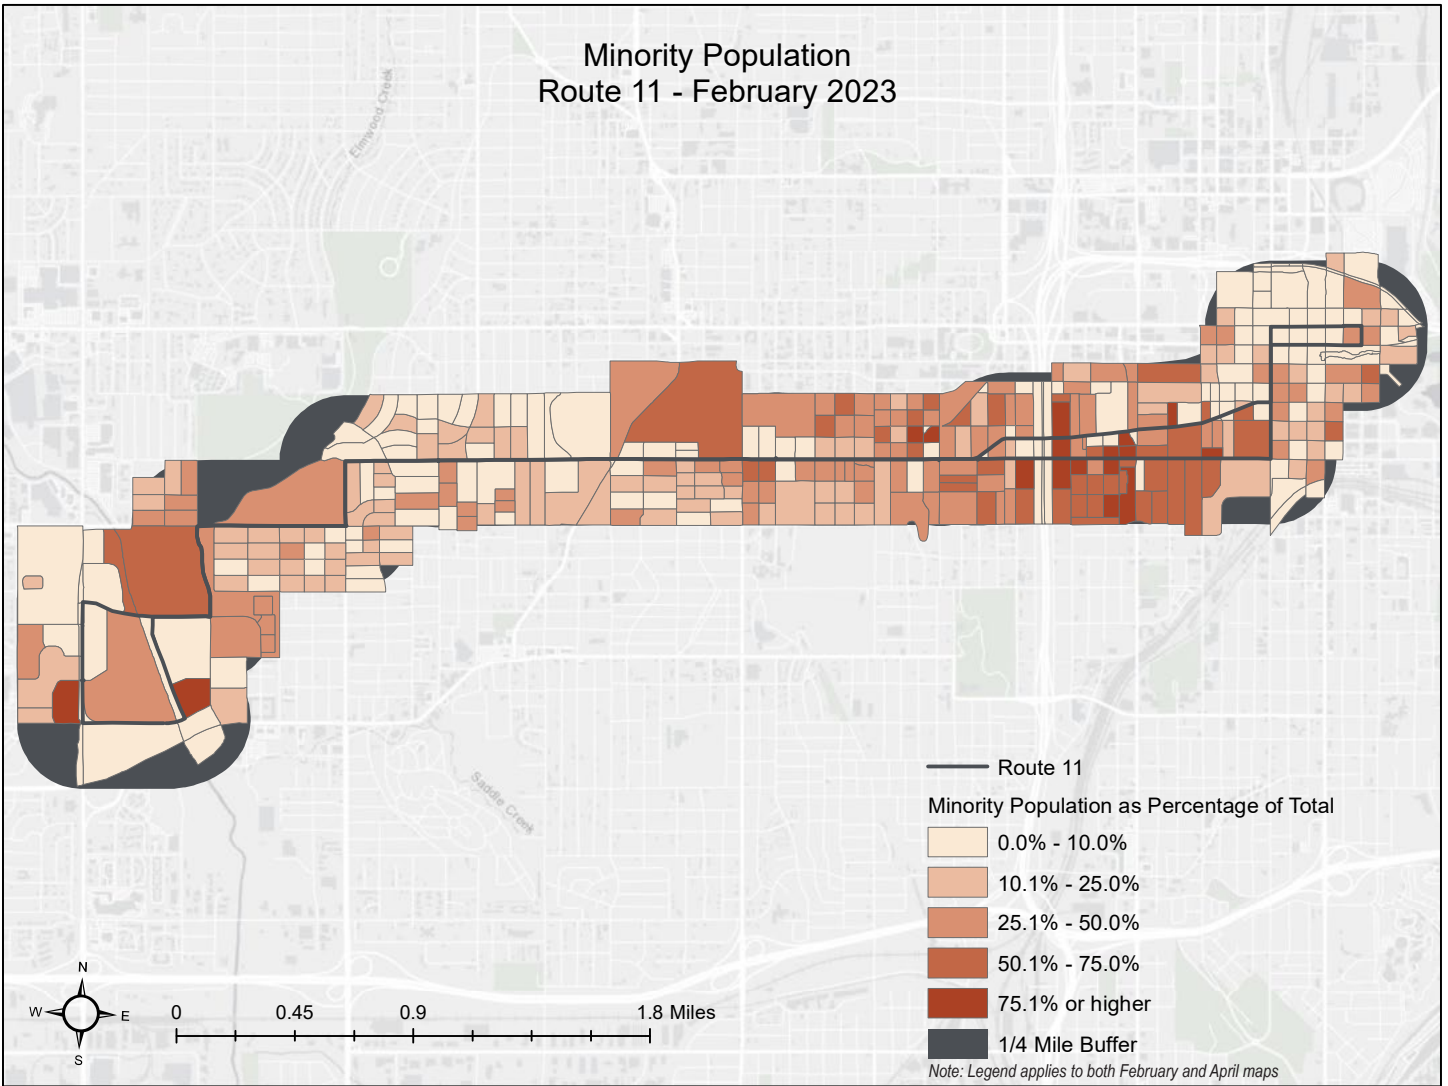 Minority Population
Route 11 - February 2023
Elmwood Creek
Saddle Creek
Route 11
Minority Population as Percentage of Total
0.0% - 10.0%
10.1% - 25.0%
25.1% - 50.0%
50.1% - 75.0%
75.1% or higher
1/4 Mile Buffer
Note: Legend applies to both February and April maps
N
W E
S
0 0.45 0.9 1.8 Miles